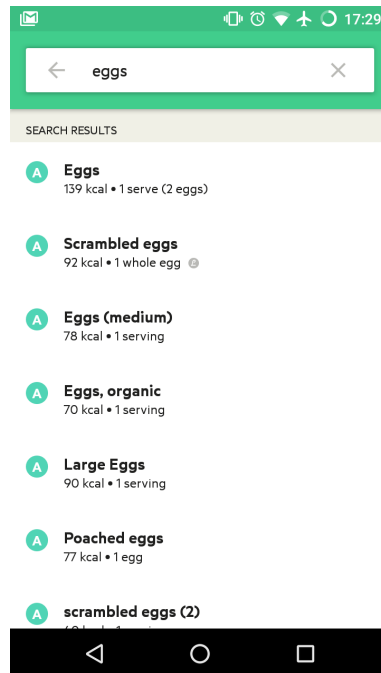 17:29
eggs
SEARCH RESULTS
A
Eggs
139 kcal • 1 serve (2 eggs)
A
Scrambled eggs
92 kcal • 1 whole egg
A
Eggs (medium)
78 kcal • 1 serving
A
Eggs, organic
70 kcal • 1 serving
A
Large Eggs
90 kcal • 1 serving
A
Poached eggs
77 kcal • 1 egg
A
scrambled eggs (2)